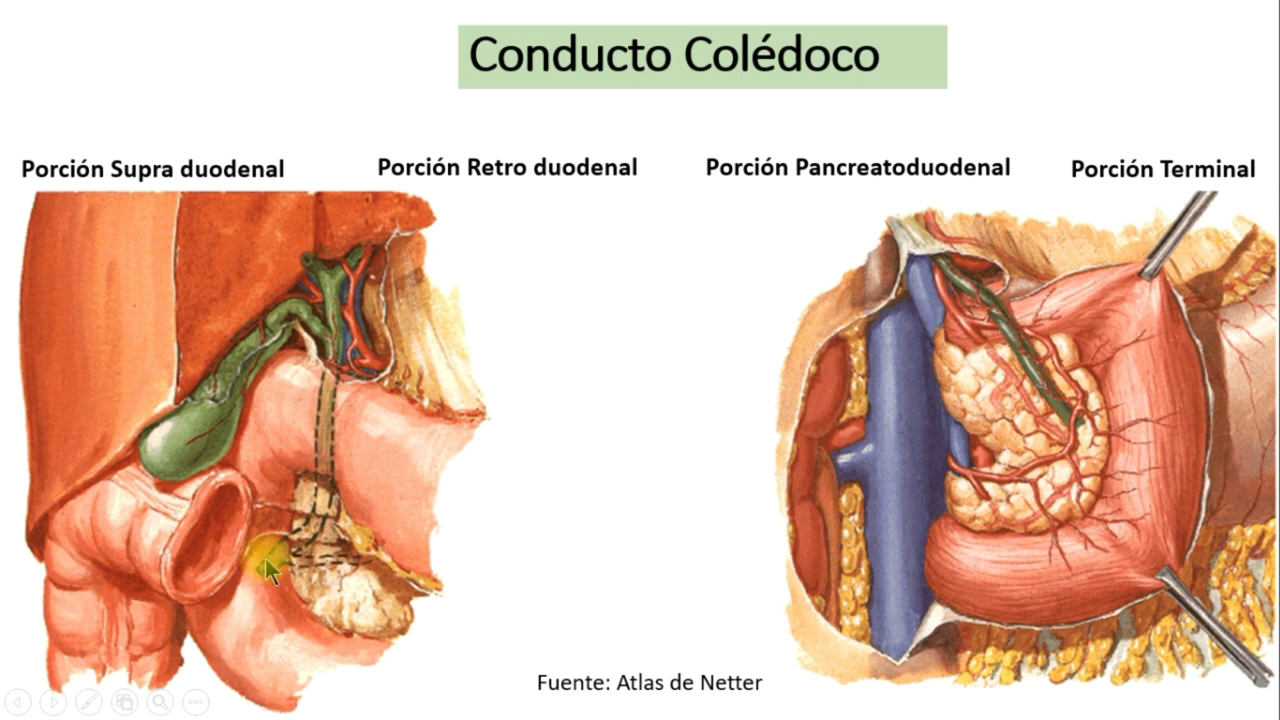 Conducto Colédoco
Porción Supra duodenal
Porción Retro duodenal
Porción Pancreatoduodenal
Porción Terminal
Fuente: Atlas de Netter